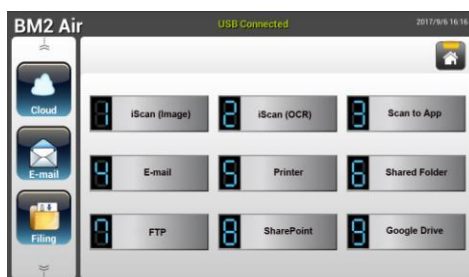 BM2 Air
USB Connected
2017/9/6 16:16
Cloud
E-mail
Filing
1 iScan (Image)
2 iScan (OCR)
3 Scan to App
4 E-mail
5 Printer
6 Shared Folder
7 FTP
8 SharePoint
9 Google Drive